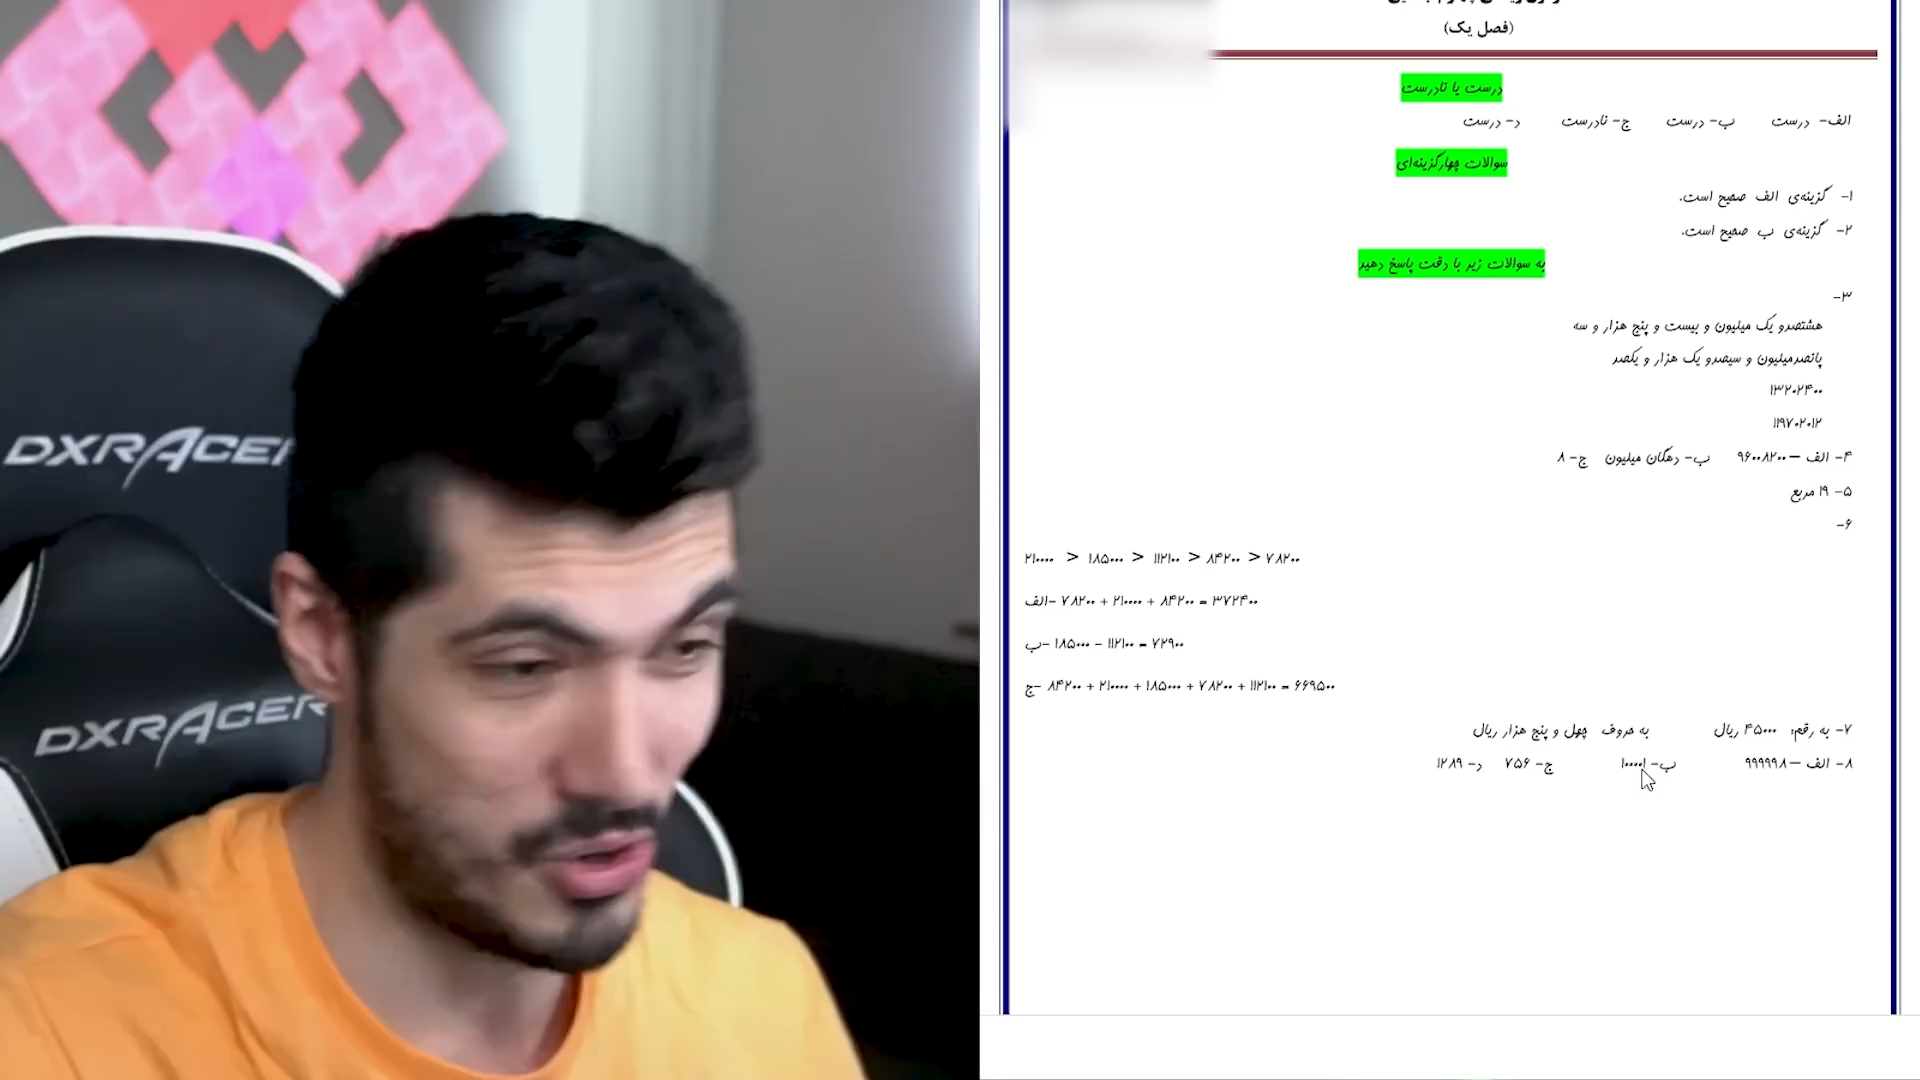 DXRACER
DXRACER
(فصل یک)
درست یا نادرست
الف- درست ب- درست ج- نادرست د- درست
سوالات چهارگزینه‌ای
۱- گزینه‌ی الف صحیح است.
۲- گزینه‌ی ب صحیح است.
به سوالات زیر با دقت پاسخ دهید
۳-
هشتصدو یک میلیون و بیست و پنج هزار و سه
پانصدمیلیون و سیصدو یک هزار و یکصد
۱۳۲۰۲۴۰۰
۱۱۹۷۰۲۰۱۲
۴- الف – ۹۶۰۰۸۲۰۰ ب- دهگان میلیون ج- ۸
۵- ۱۹ مربع
۶-
۲۱۰۰۰۰ > ۱۸۵۰۰۰ > ۱۱۲۱۰۰ > ۸۴۲۰۰ > ۷۸۲۰۰
الف- ۷۸۲۰۰ + ۲۱۰۰۰۰ + ۸۴۲۰۰ = ۳۷۲۴۰۰
ب- ۱۸۵۰۰۰ - ۱۱۲۱۰۰ = ۷۲۹۰۰
ج- ۸۴۲۰۰ + ۲۱۰۰۰۰ + ۱۸۵۰۰۰ + ۷۸۲۰۰ + ۱۱۲۱۰۰ = ۶۶۹۵۰۰
۷- به رقم: ۴۵۰۰۰ ریال به حروف چهل و پنج هزار ریال
۸- الف – ۹۹۹۹۹۸ ب- ۱۰۰۰۰۱ ج- ۷۵۶ د- ۱۲۸۹